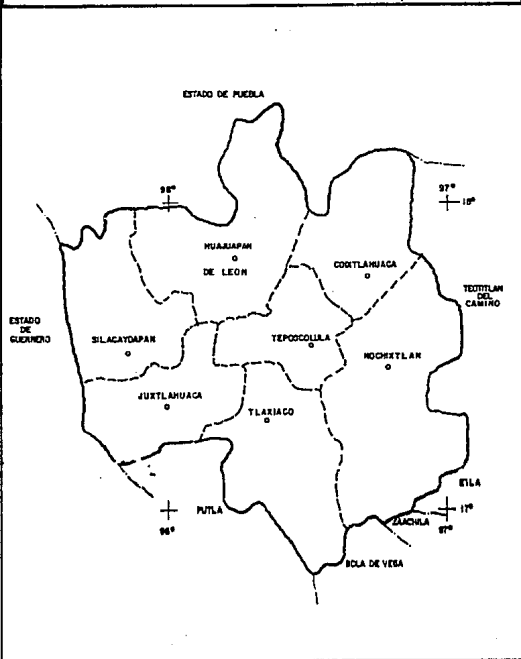 ESTADO DE PUEBLA
98°
97°
18°
HUAJUAPAN
DE LEON
COIXTLAHUACA
TEOTITLAN
DEL
CAMINO
ESTADO
DE
GUERRERO
SILACAYOAPAN
TEPOSCOLULA
NOCHIXTLAN
JUXTLAHUACA
TLAXIACO
ETLA
PUTLA
17°
98°
ZAACHILA
97°
SOLA DE VEGA